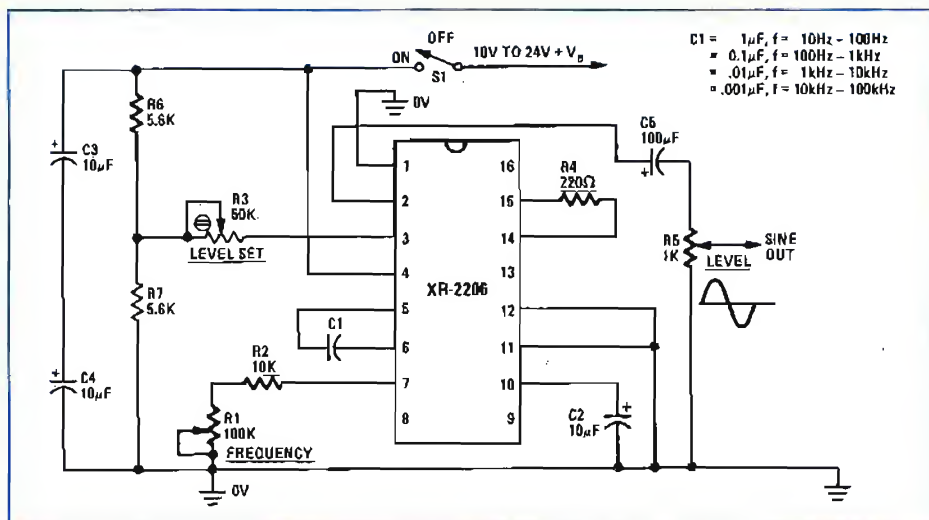 OFF
ON
S1
10V TO 24V + VB
0V
C1 = 1μF, f = 10Hz – 100Hz
= 0.1μF, f = 100Hz – 1kHz
= .01μF, f = 1kHz – 10kHz
= .001μF, f = 10kHz – 100kHz
R6
5.6K
C3
10μF
+
R3
50K
LEVEL SET
R7
5.6K
C4
10μF
+
C1
R2
10K
R1
100K
FREQUENCY
0V
1
2
3
4
5
6
7
8
XR-2206
16
15
14
13
12
11
10
9
R4
220Ω
C5
100μF
+
R5
1K
LEVEL
SINE
OUT
C2
10μF
+